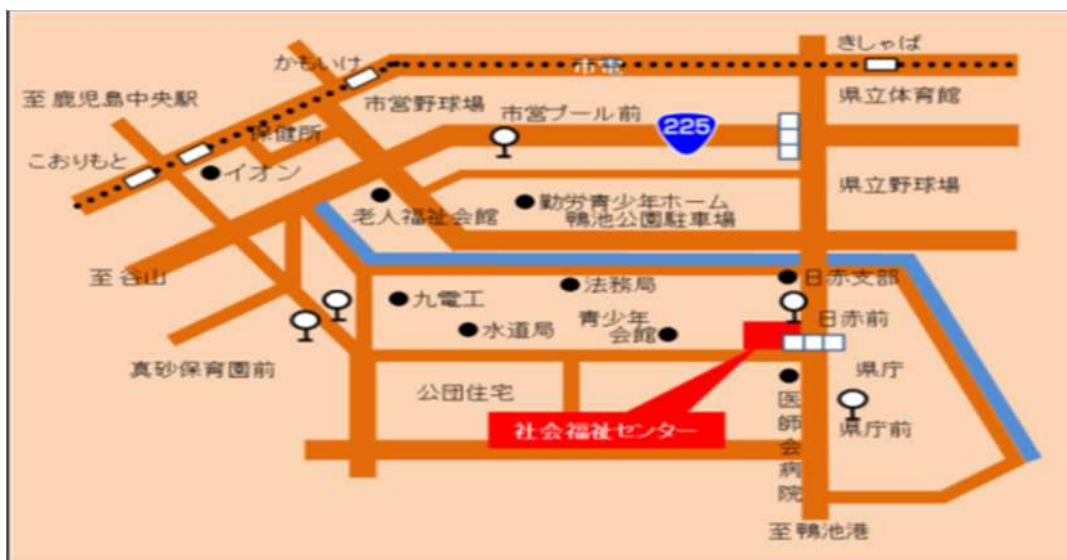 きしゃば
かもいけ
市電
至 鹿児島中央駅
市営野球場
市営プール前
県立体育館
225
保健所
こおりもと
イオン
県立野球場
勤労青少年ホーム
老人福祉会館
鴨池公園駐車場
至 谷山
日赤支部
法務局
九電工
青少年
会館
日赤前
水道局
真砂保育園前
県庁
公団住宅
社会福祉センター
医師会病院
県庁前
至 鴨池港